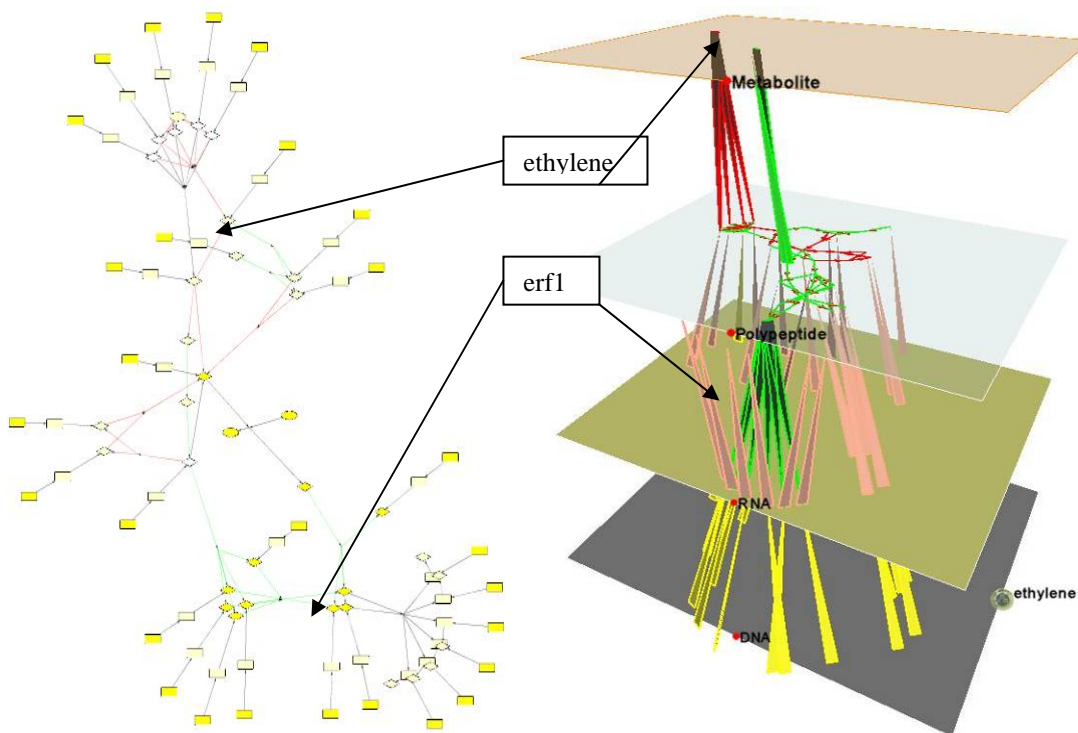 Metabolite
ethylene
erf1
Polypeptide
RNA
ethylene
DNA